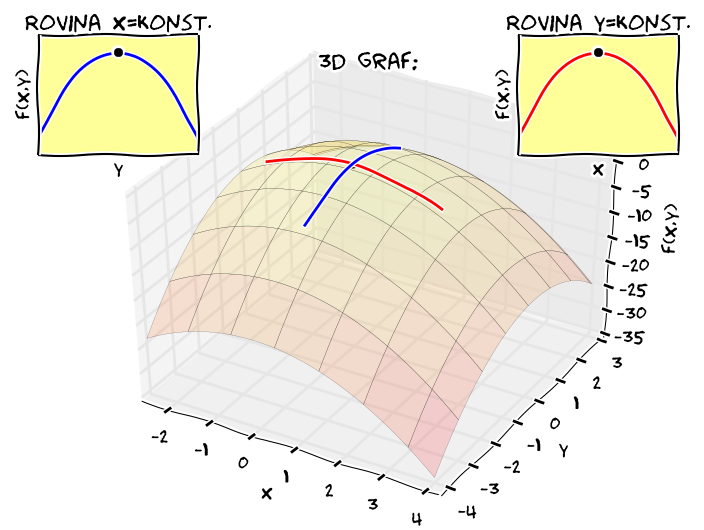 ROVINA X=KONST.
F(X,Y)
Y
3D GRAF:
ROVINA Y=KONST.
F(X,Y)
X
0
-5
-10
-15
-20
-25
-30
-35
F(X,Y)
-2
-1
0
1
2
3
4
X
-4
-3
-2
-1
0
1
2
3
Y